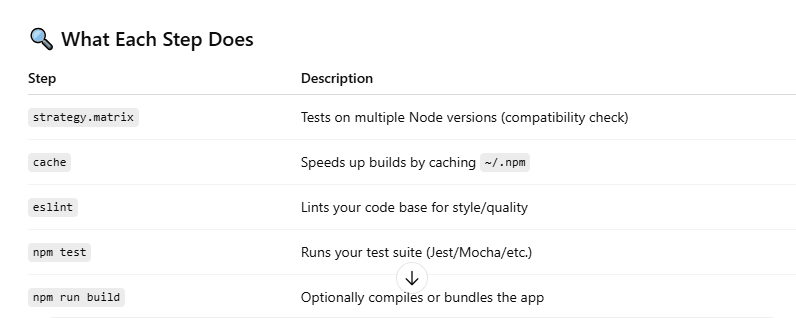 🔍 What Each Step Does
Step Description
strategy.matrix Tests on multiple Node versions (compatibility check)
cache Speeds up builds by caching ~/.npm
eslint Lints your code base for style/quality
npm test Runs your test suite (Jest/Mocha/etc.)
npm run build Optionally compiles or bundles the app